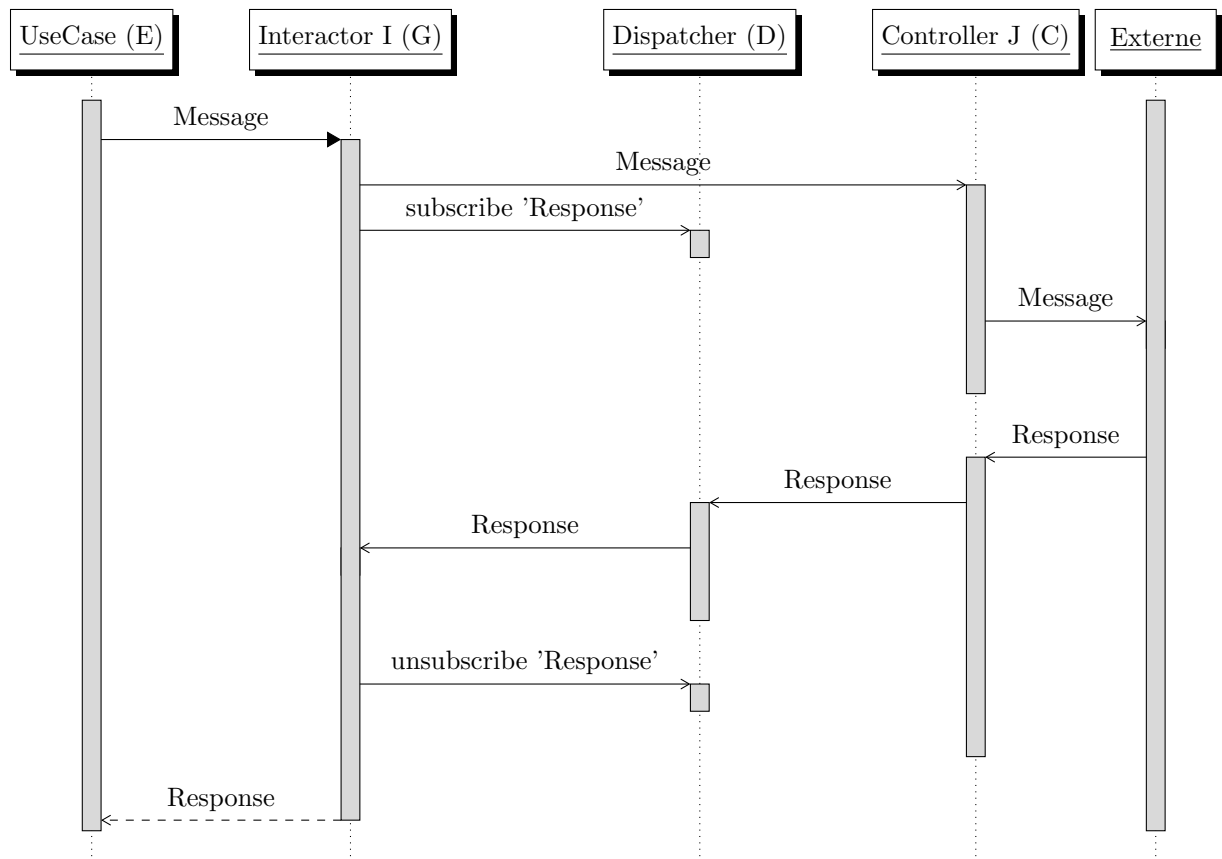 UseCase (E)
Interactor I (G)
Dispatcher (D)
Controller J (C)
Externe
Message
Message
subscribe 'Response'
Message
Response
Response
Response
unsubscribe 'Response'
Response